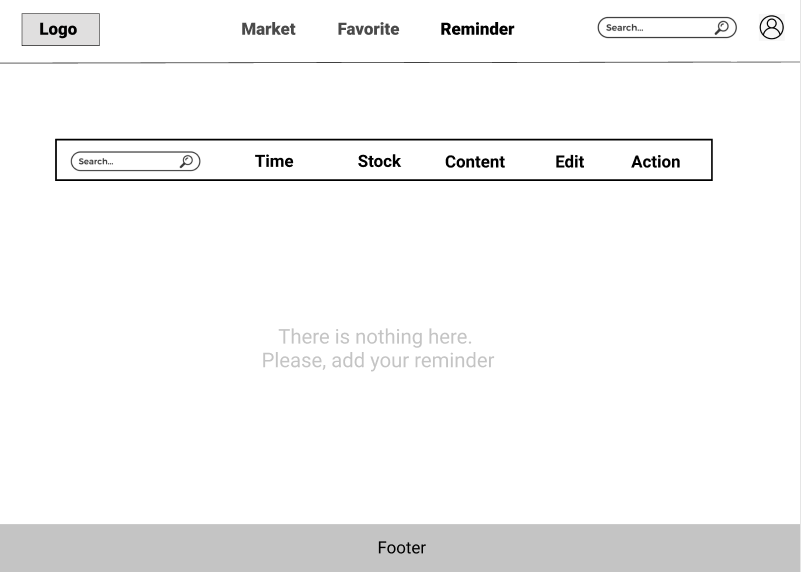 Logo Market Favorite Reminder Search...
Search... Time Stock Content Edit Action
There is nothing here.
Please, add your reminder
Footer